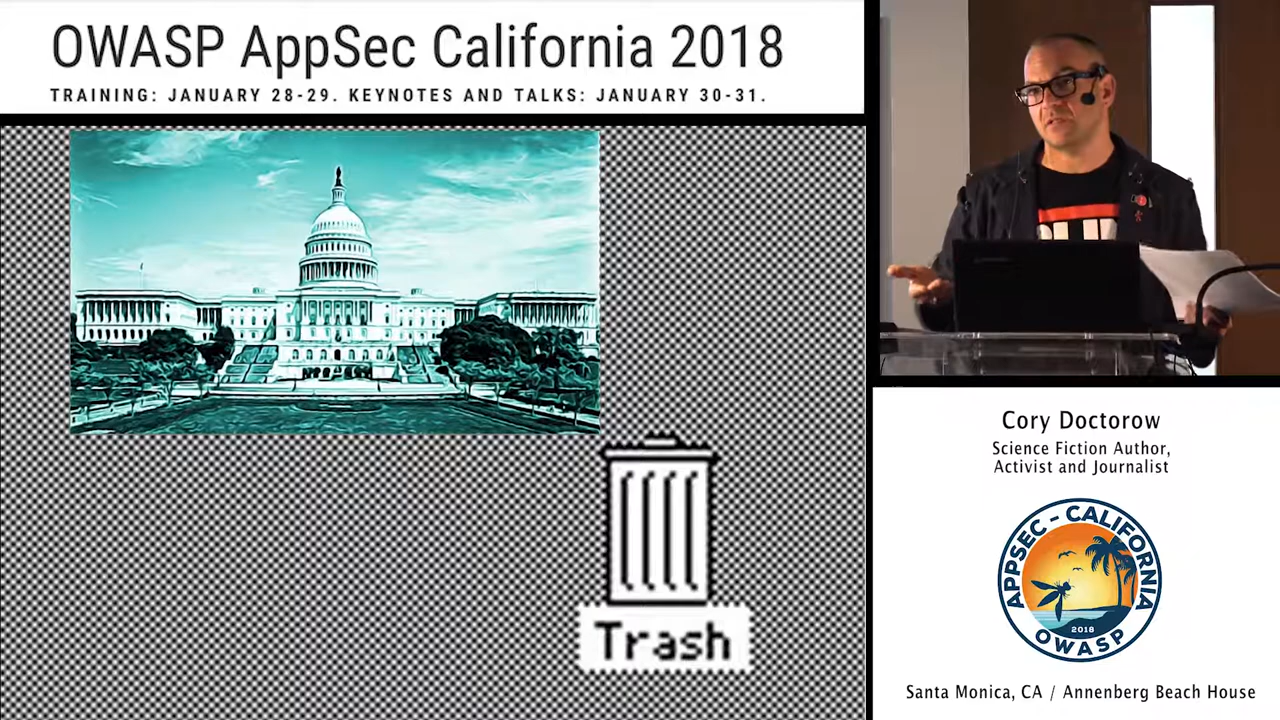 OWASP AppSec California 2018
TRAINING: JANUARY 28-29. KEYNOTES AND TALKS: JANUARY 30-31.
Trash
Cory Doctorow
Science Fiction Author,
Activist and Journalist
APPSEC - CALIFORNIA
2018
OWASP
Santa Monica, CA / Annenberg Beach House